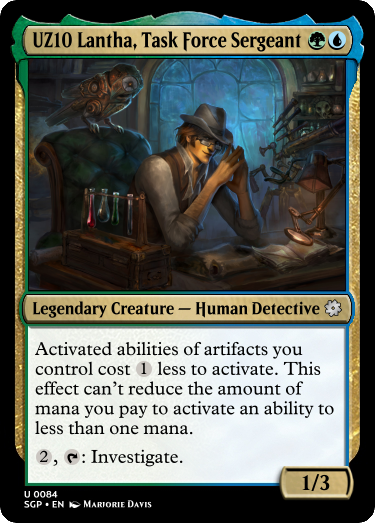 UZ10 Lantha, Task Force Sergeant
Legendary Creature — Human Detective
Activated abilities of artifacts you
control cost 1 less to activate. This
effect can't reduce the amount of
mana you pay to activate an ability to
less than one mana.
2, : Investigate.
1/3
U 0084
SGP • EN Marjorie Davis